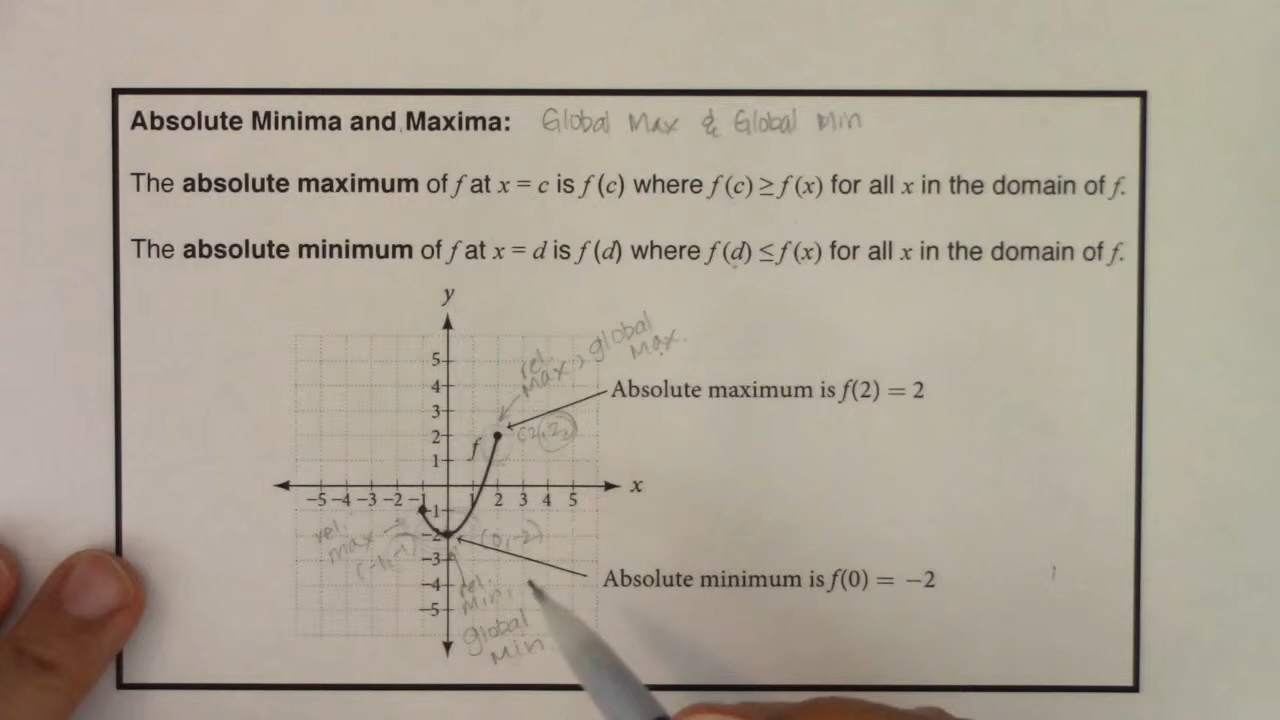 Absolute Minima and Maxima: Global Max & Global Min
The absolute maximum of f at x = c is f(c) where f(c) ≥ f(x) for all x in the domain of f.
The absolute minimum of f at x = d is f(d) where f(d) ≤ f(x) for all x in the domain of f.
y
rel. Max, global Max.
5
4
3
2
1
Absolute maximum is f(2) = 2
f
(2,2)
x
−5 −4 −3 −2 −1 1 2 3 4 5
−1
−2
−3
−4
−5
rel. max
(-1,-1)
(0,-2)
Absolute minimum is f(0) = −2
rel. Min,
global
Min